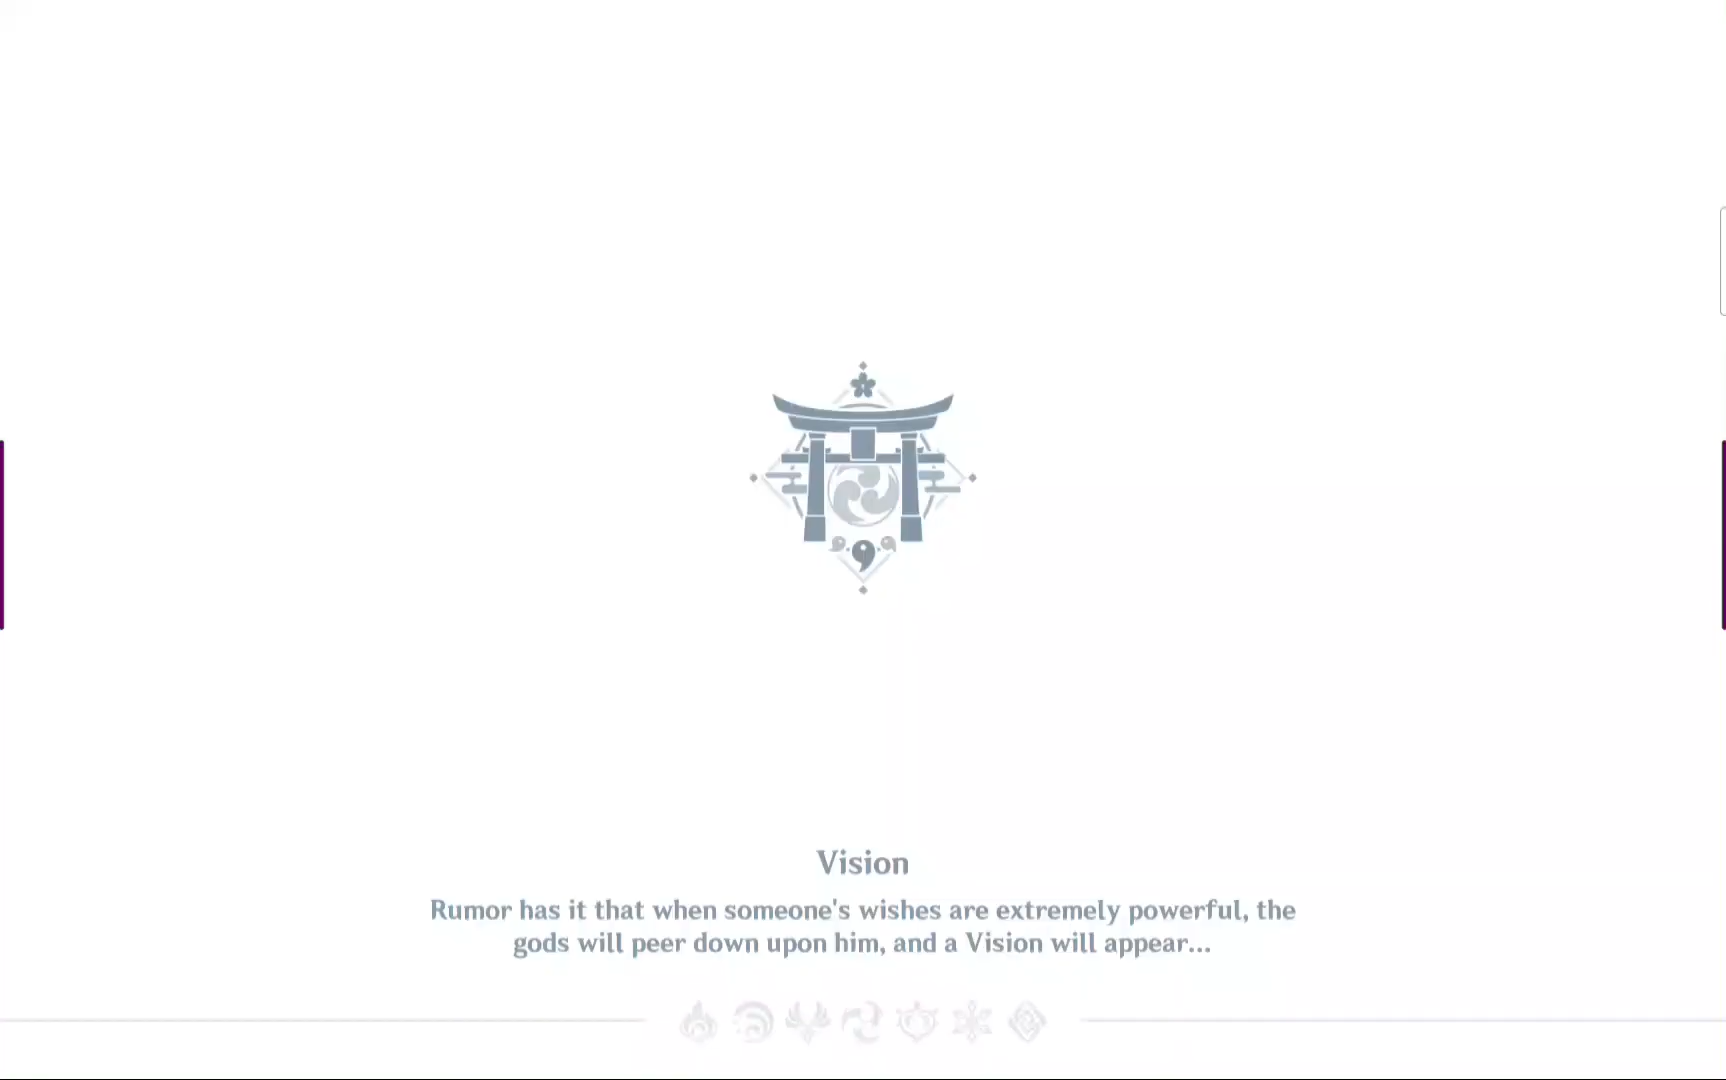 Vision
Rumor has it that when someone's wishes are extremely powerful, the
gods will peer down upon him, and a Vision will appear...